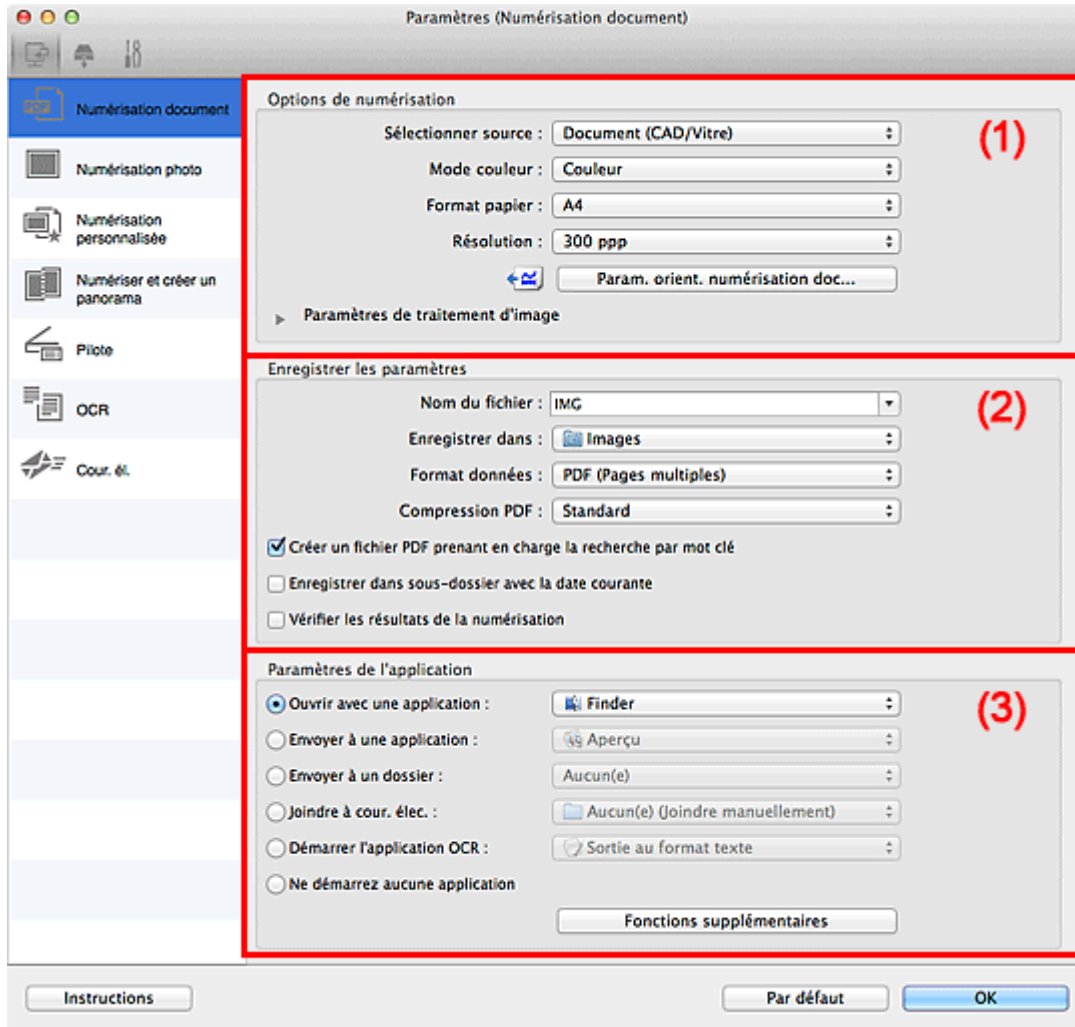 Paramètres (Numérisation document)
PDF
Numérisation document
Numérisation photo
Numérisation
personnalisée
Numériser et créer un
panorama
Pilote
OCR
Cour. él.
Options de numérisation
(1)
Sélectionner source : Document (CAD/Vitre)
Mode couleur : Couleur
Format papier : A4
Résolution : 300 ppp
Param. orient. numérisation doc...
Paramètres de traitement d'image
Enregistrer les paramètres
(2)
Nom du fichier : IMG
Enregistrer dans : Images
Format données : PDF (Pages multiples)
Compression PDF : Standard
Créer un fichier PDF prenant en charge la recherche par mot clé
Enregistrer dans sous-dossier avec la date courante
Vérifier les résultats de la numérisation
Paramètres de l'application
(3)
Ouvrir avec une application : Finder
Envoyer à une application : Aperçu
Envoyer à un dossier : Aucun(e)
Joindre à cour. élec. : Aucun(e) (Joindre manuellement)
Démarrer l'application OCR : Sortie au format texte
Ne démarrez aucune application
Fonctions supplémentaires
Instructions
Par défaut
OK